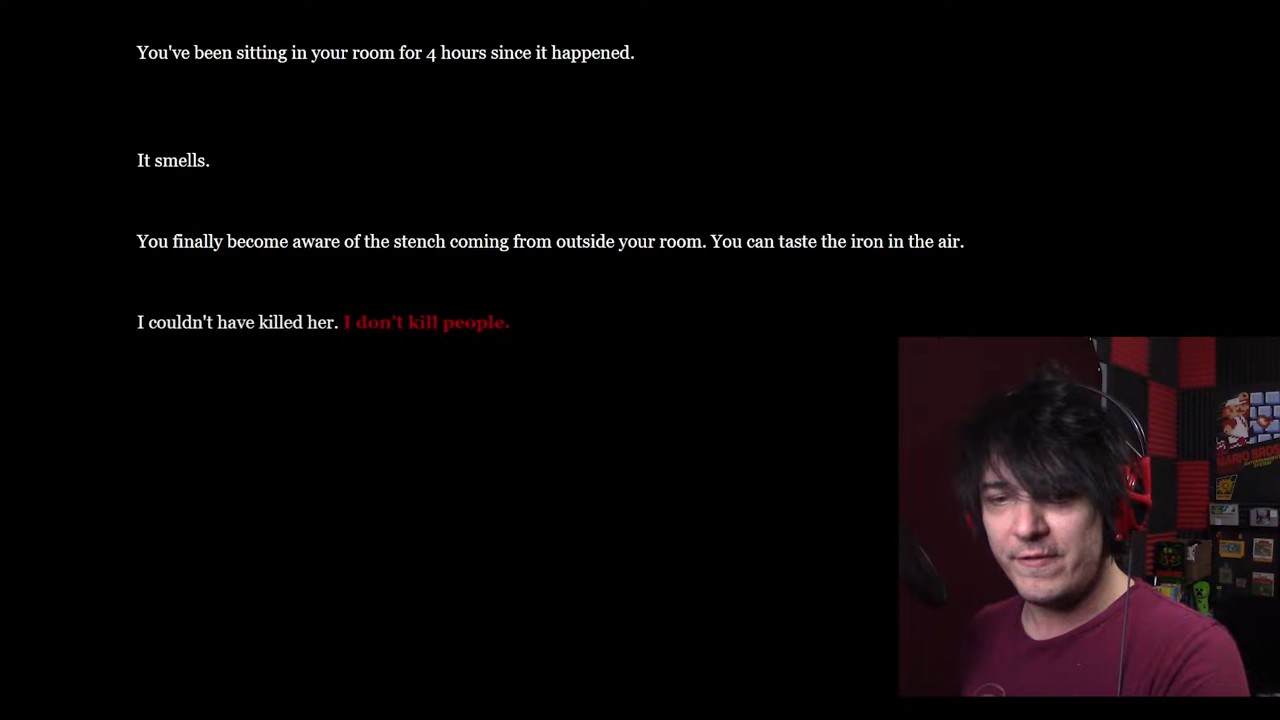 You've been sitting in your room for 4 hours since it happened.
It smells.
You finally become aware of the stench coming from outside your room. You can taste the iron in the air.
I couldn't have killed her. I don't kill people.
MARIO BROS